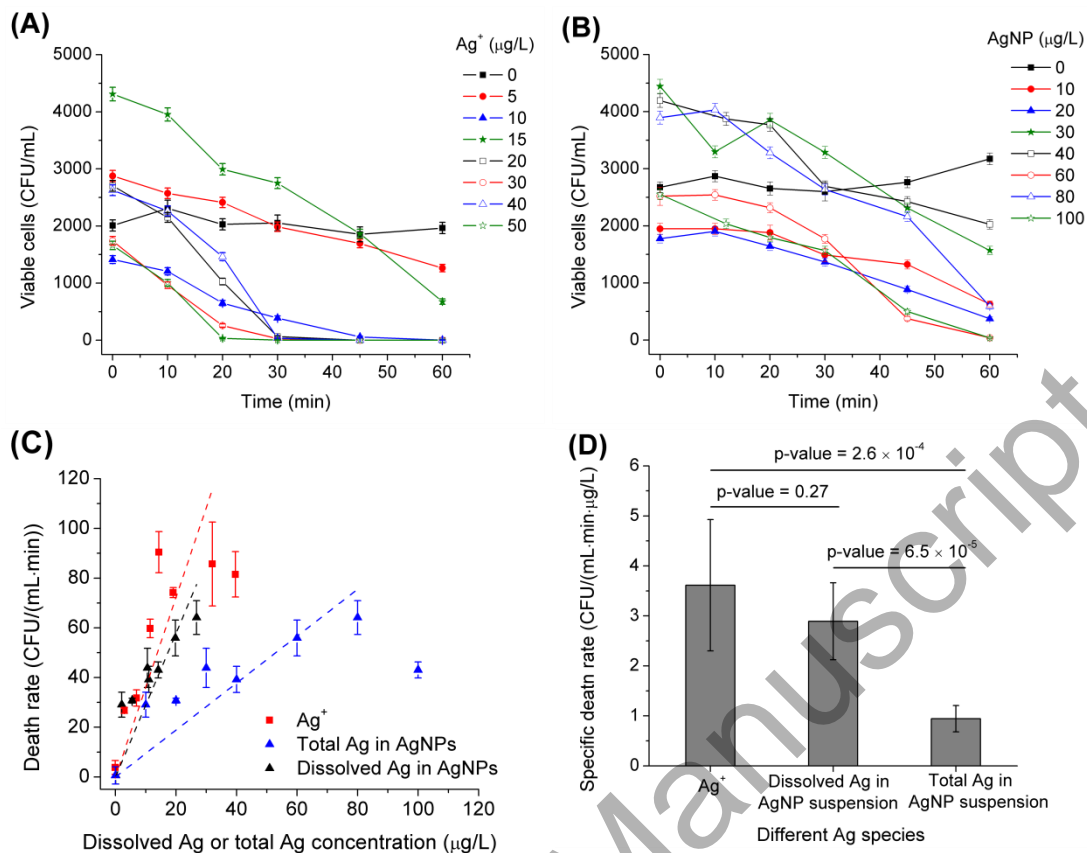 (A)
Ag⁺ (μg/L)
0
5
10
15
20
30
40
50
5000
4000
3000
2000
1000
0
Viable cells (CFU/mL)
0 10 20 30 40 50 60
Time (min)
(B)
AgNP (μg/L)
0
10
20
30
40
60
80
100
5000
4000
3000
2000
1000
0
Viable cells (CFU/mL)
0 10 20 30 40 50 60
Time (min)
(C)
120
100
80
60
40
20
0
Death rate (CFU/(mL·min))
Ag⁺
Total Ag in AgNPs
Dissolved Ag in AgNPs
0 20 40 60 80 100 120
Dissolved Ag or total Ag concentration (μg/L)
(D)
p-value = 2.6 × 10⁻⁴
p-value = 0.27
p-value = 6.5 × 10⁻⁵
6
5
4
3
2
1
0
Specific death rate (CFU/(mL·min·μg/L)
Ag⁺
Dissolved Ag in
AgNP suspension
Total Ag in
AgNP suspension
Different Ag species
Manuscript